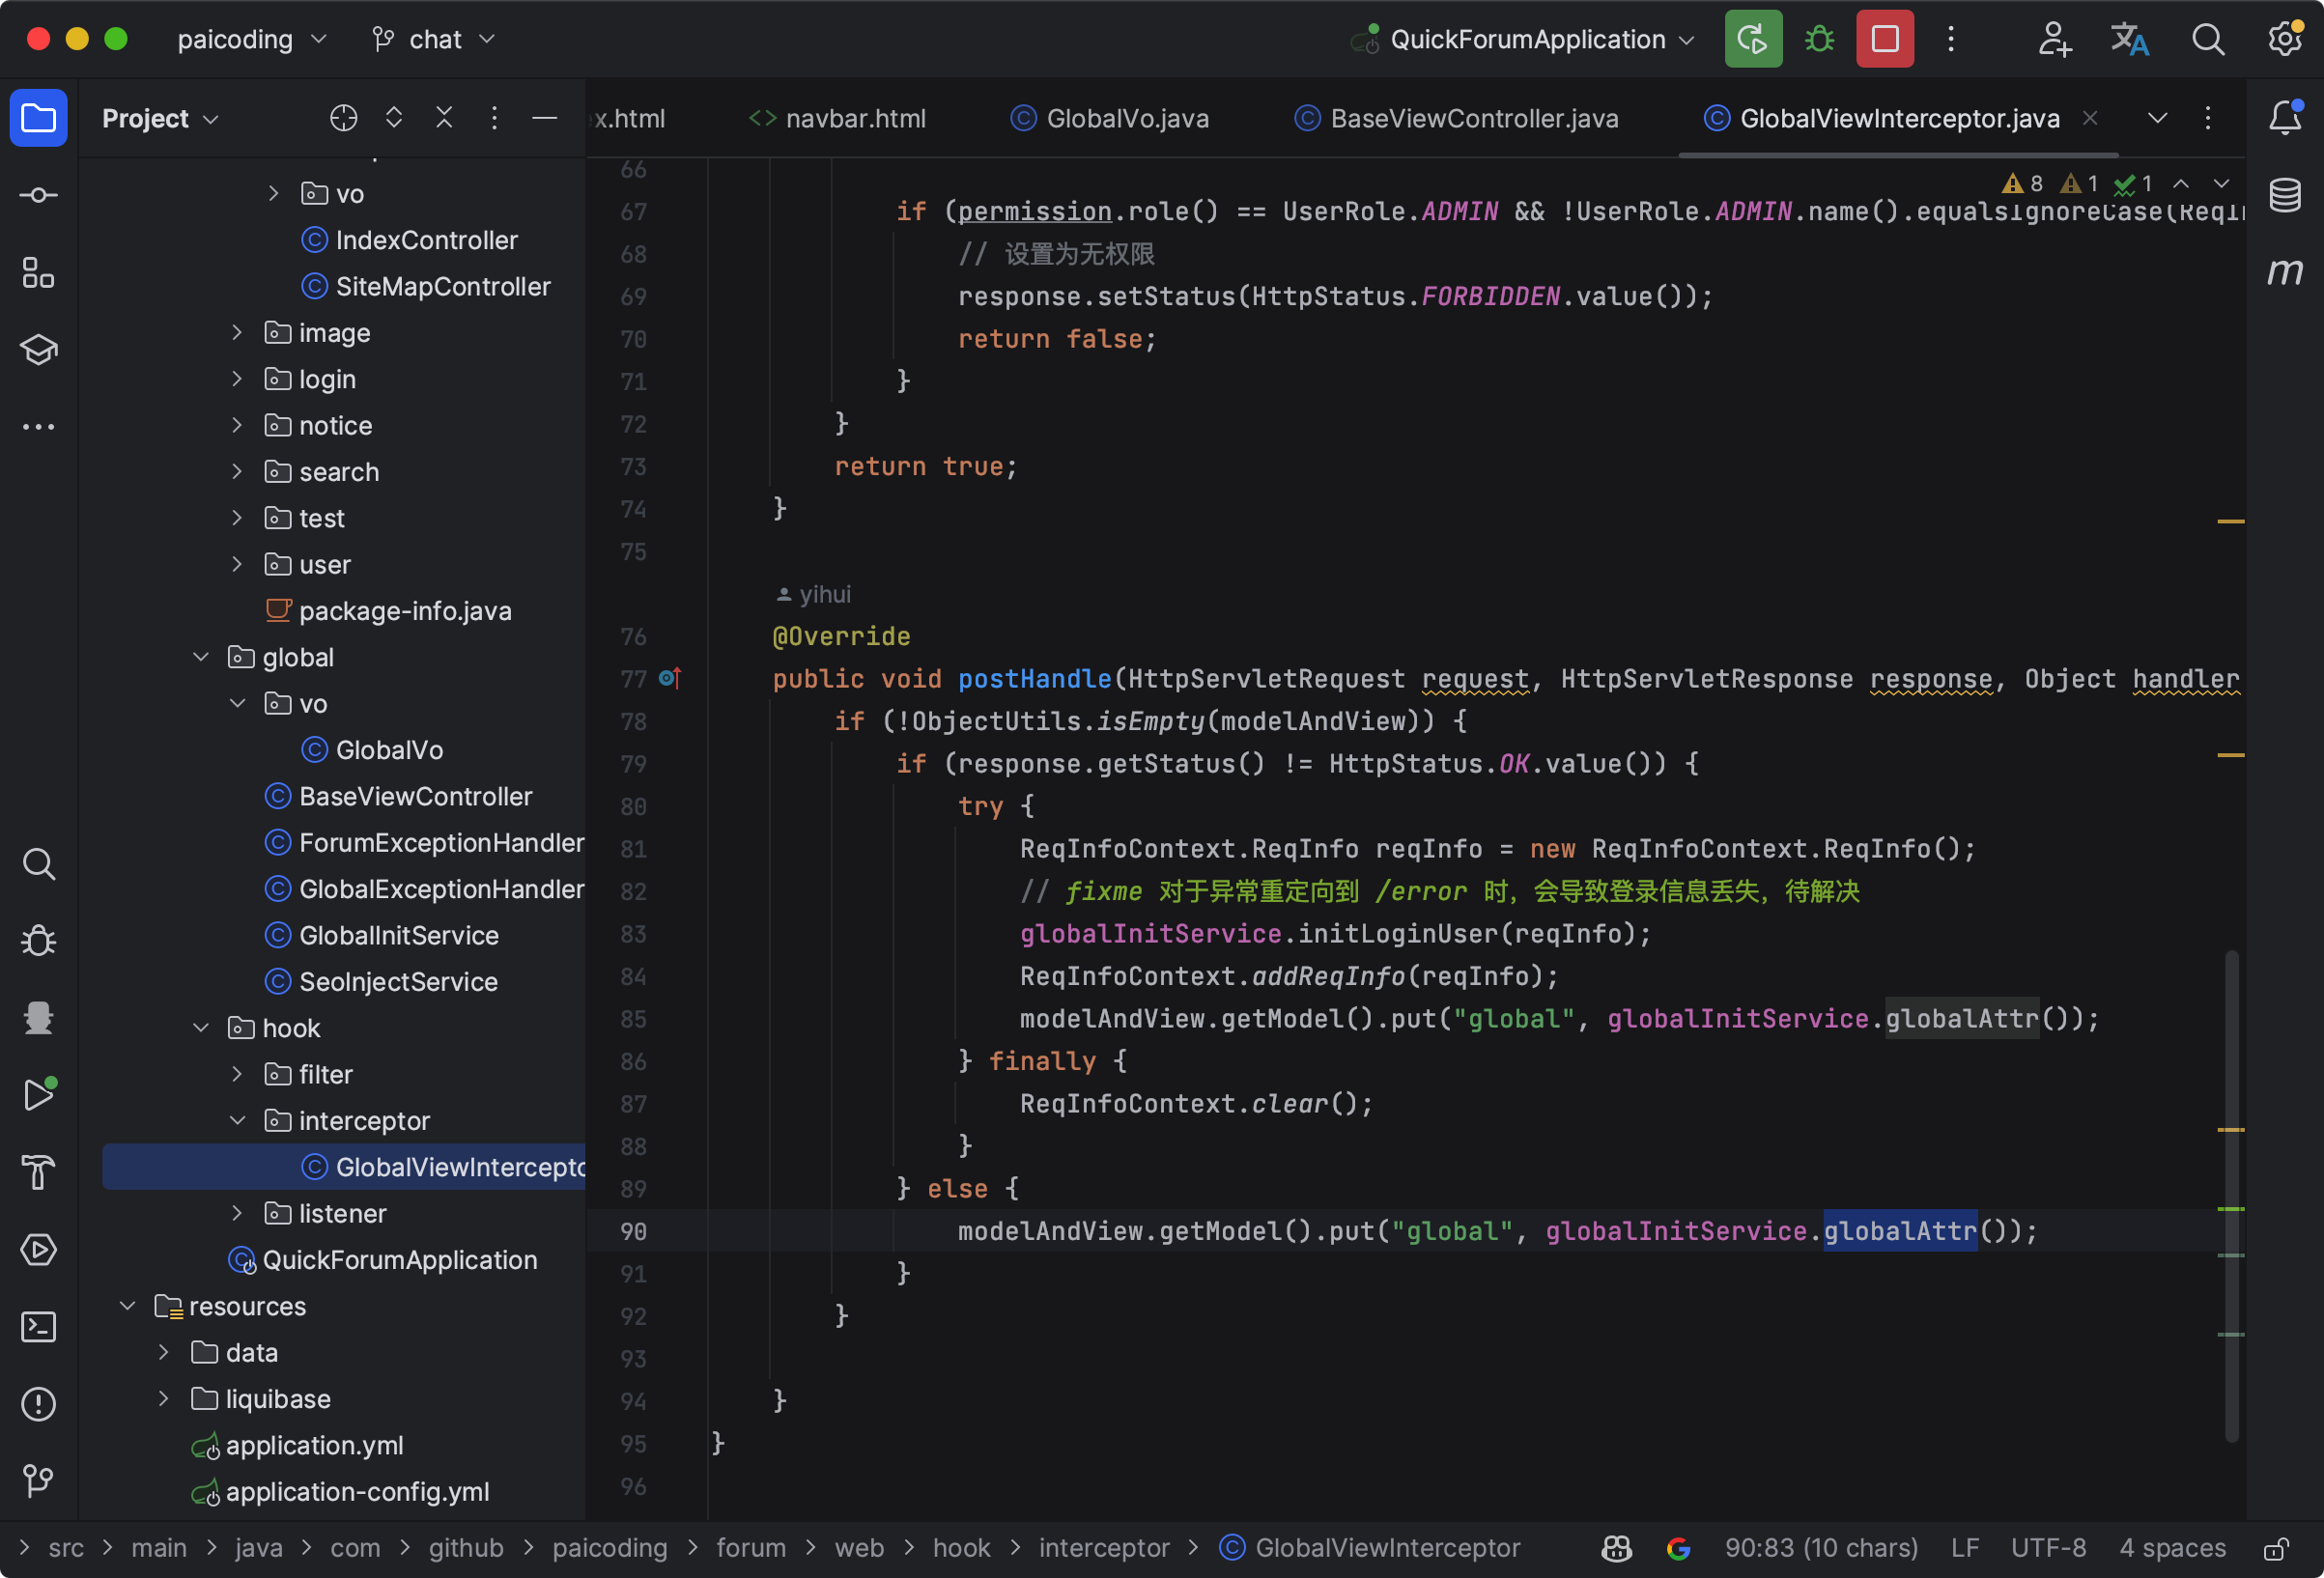 paicoding
chat
QuickForumApplication
Project
x.html
navbar.html
GlobalVo.java
BaseViewController.java
GlobalViewInterceptor.java
vo
IndexController
SiteMapController
image
login
notice
search
test
user
package-info.java
global
vo
GlobalVo
BaseViewController
ForumExceptionHandler
GlobalExceptionHandler
GlobalInitService
SeoInjectService
hook
filter
interceptor
GlobalViewIntercepto
listener
QuickForumApplication
resources
data
liquibase
application.yml
application-config.yml
8 1 1
66
67 if (permission.role() == UserRole.ADMIN && !UserRole.ADMIN.name().equalsIgnoreCase(ReqIn
68 // 设置为无权限
69 response.setStatus(HttpStatus.FORBIDDEN.value());
70 return false;
71 }
72 }
73 return true;
74 }
75
yihui
76 @Override
77 public void postHandle(HttpServletRequest request, HttpServletResponse response, Object handler
78 if (!ObjectUtils.isEmpty(modelAndView)) {
79 if (response.getStatus() != HttpStatus.OK.value()) {
80 try {
81 ReqInfoContext.ReqInfo reqInfo = new ReqInfoContext.ReqInfo();
82 // fixme 对于异常重定向到 /error 时，会导致登录信息丢失，待解决
83 globalInitService.initLoginUser(reqInfo);
84 ReqInfoContext.addReqInfo(reqInfo);
85 modelAndView.getModel().put("global", globalInitService.globalAttr());
86 } finally {
87 ReqInfoContext.clear();
88 }
89 } else {
90 modelAndView.getModel().put("global", globalInitService.globalAttr());
91 }
92 }
93
94 }
95 }
96
m
src > main > java > com > github > paicoding > forum > web > hook > interceptor > GlobalViewInterceptor
90:83 (10 chars) LF UTF-8 4 spaces